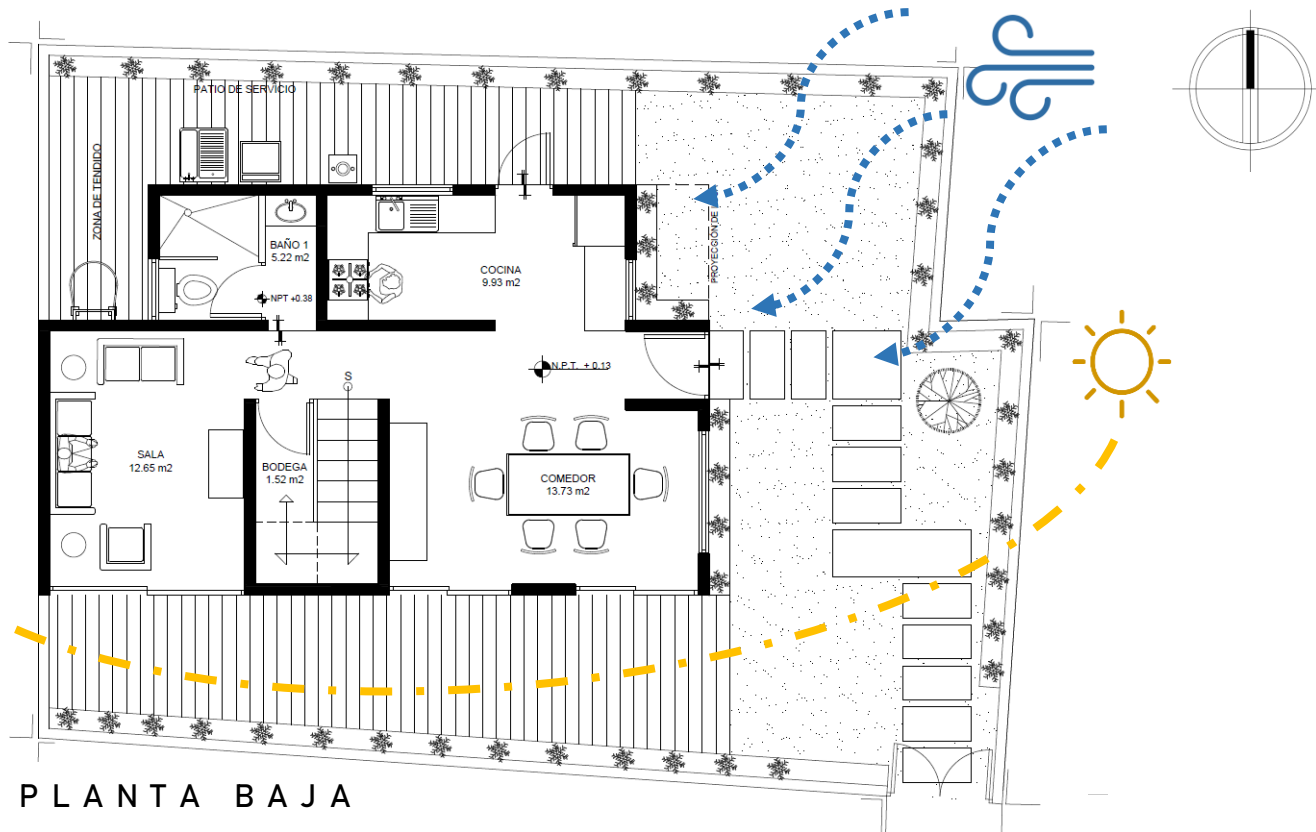 PATIO DE SERVICIO
ZONA DE TENDIDO
BAÑO 1
5.22 m2
NPT +0.38
COCINA
9.93 m2
PROYECCIÓN DE
S
N.P.T. + 0.13
SALA
12.65 m2
BODEGA
1.52 m2
COMEDOR
13.73 m2
PLANTA BAJA